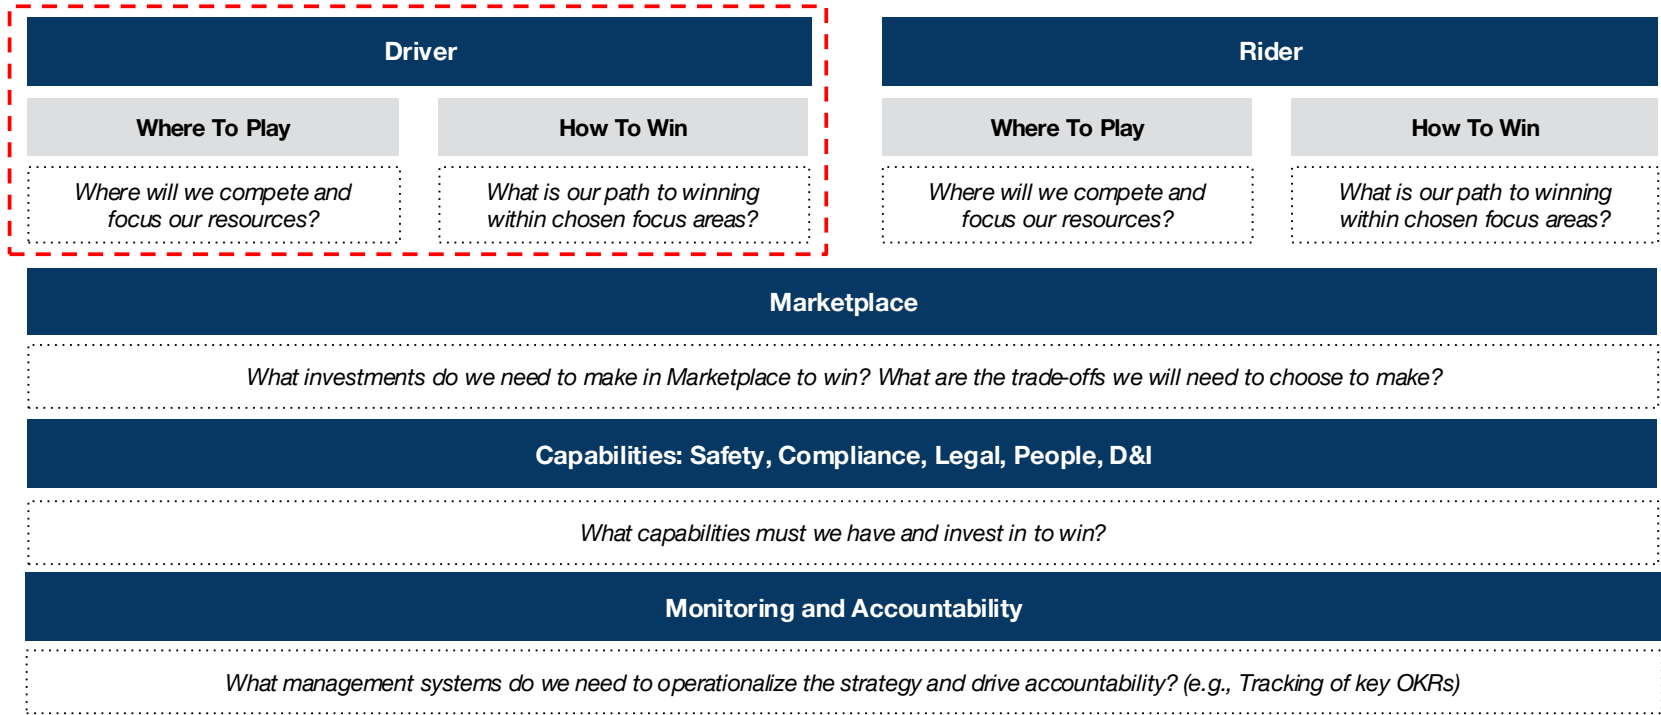 Driver
Where To Play
How To Win
Where will we compete and
focus our resources?
What is our path to winning
within chosen focus areas?
Rider
Where To Play
How To Win
Where will we compete and
focus our resources?
What is our path to winning
within chosen focus areas?
Marketplace
What investments do we need to make in Marketplace to win? What are the trade-offs we will need to choose to make?
Capabilities: Safety, Compliance, Legal, People, D&I
What capabilities must we have and invest in to win?
Monitoring and Accountability
What management systems do we need to operationalize the strategy and drive accountability? (e.g., Tracking of key OKRs)